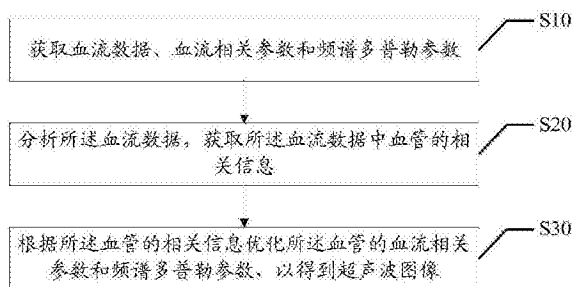 获取血流数据、血流相关参数和频谱多普勒参数
S10
分析所述血流数据，获取所述血流数据中血管的相
关信息
S20
根据所述血管的相关信息优化所述血管的血流相关
参数和频谱多普勒参数、以得到超声波图像
S30